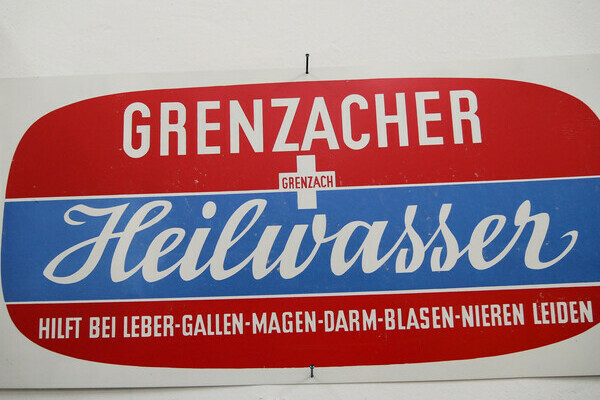 GRENZACHER
GRENZACH
Heilwasser
HILFT BEI LEBER-GALLEN-MAGEN-DARM-BLASEN-NIEREN LEIDEN